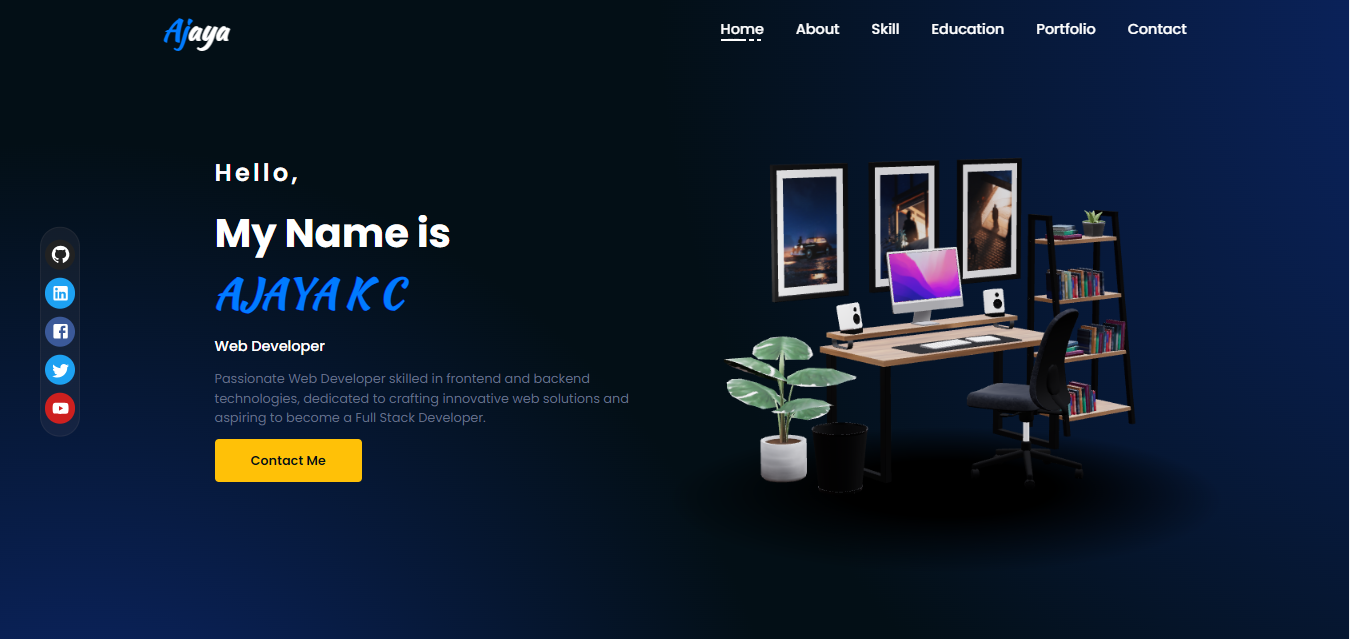 Ajaya
Home About Skill Education Portfolio Contact
Hello,
My Name is
AJAYA K C
Web Developer
Passionate Web Developer skilled in frontend and backend
technologies, dedicated to crafting innovative web solutions and
aspiring to become a Full Stack Developer.
Contact Me